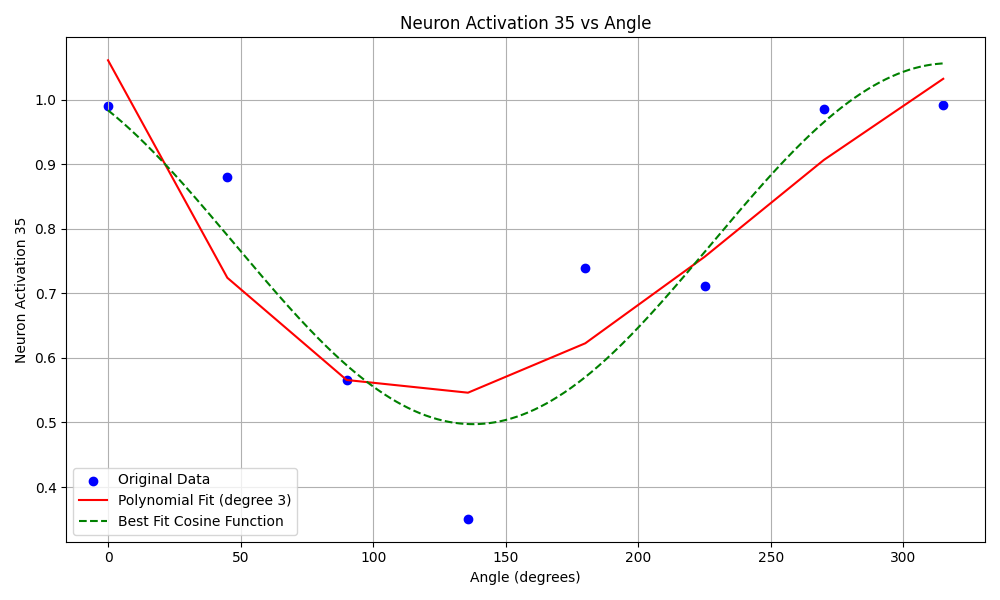 Neuron Activation 35 vs Angle
Neuron Activation 35
1.0
0.9
0.8
0.7
0.6
0.5
0.4
Original Data
Polynomial Fit (degree 3)
Best Fit Cosine Function
0 50 100 150 200 250 300
Angle (degrees)